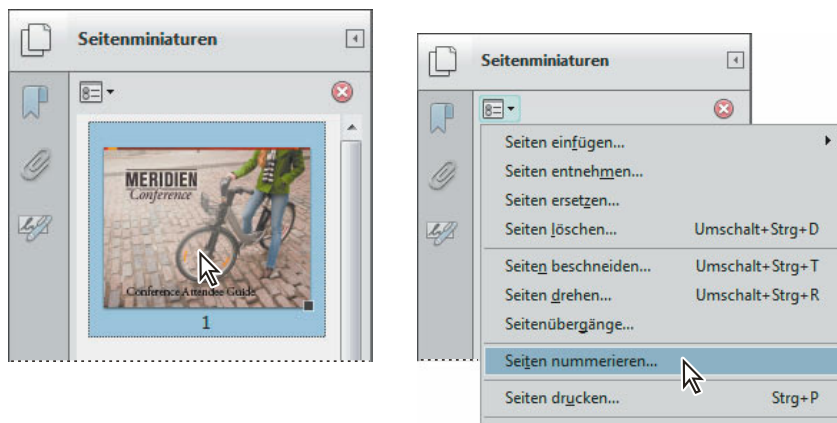 Seitenminiaturen
MERIDIEN
Conference
Conference Attendee Guide
1
Seitenminiaturen
Seiten einfügen...
Seiten entnehmen...
Seiten ersetzen...
Seiten löschen... Umschalt+Strg+D
Seiten beschneiden... Umschalt+Strg+T
Seiten drehen... Umschalt+Strg+R
Seitenübergänge...
Seiten nummerieren...
Seiten drucken... Strg+P